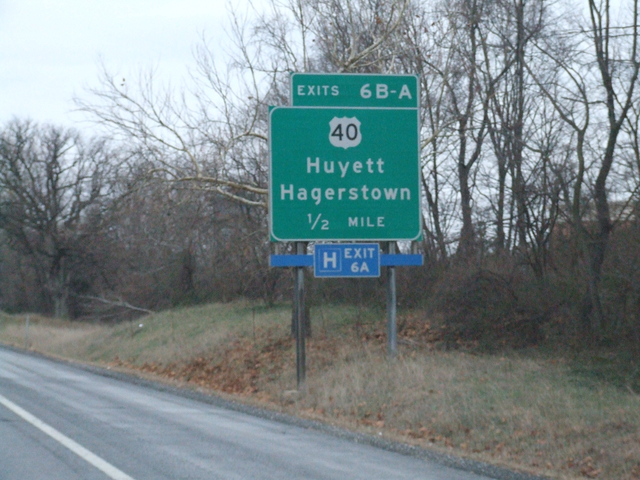 EXITS 6B-A
40
Huyett
Hagerstown
1/2 MILE
H EXIT
6A